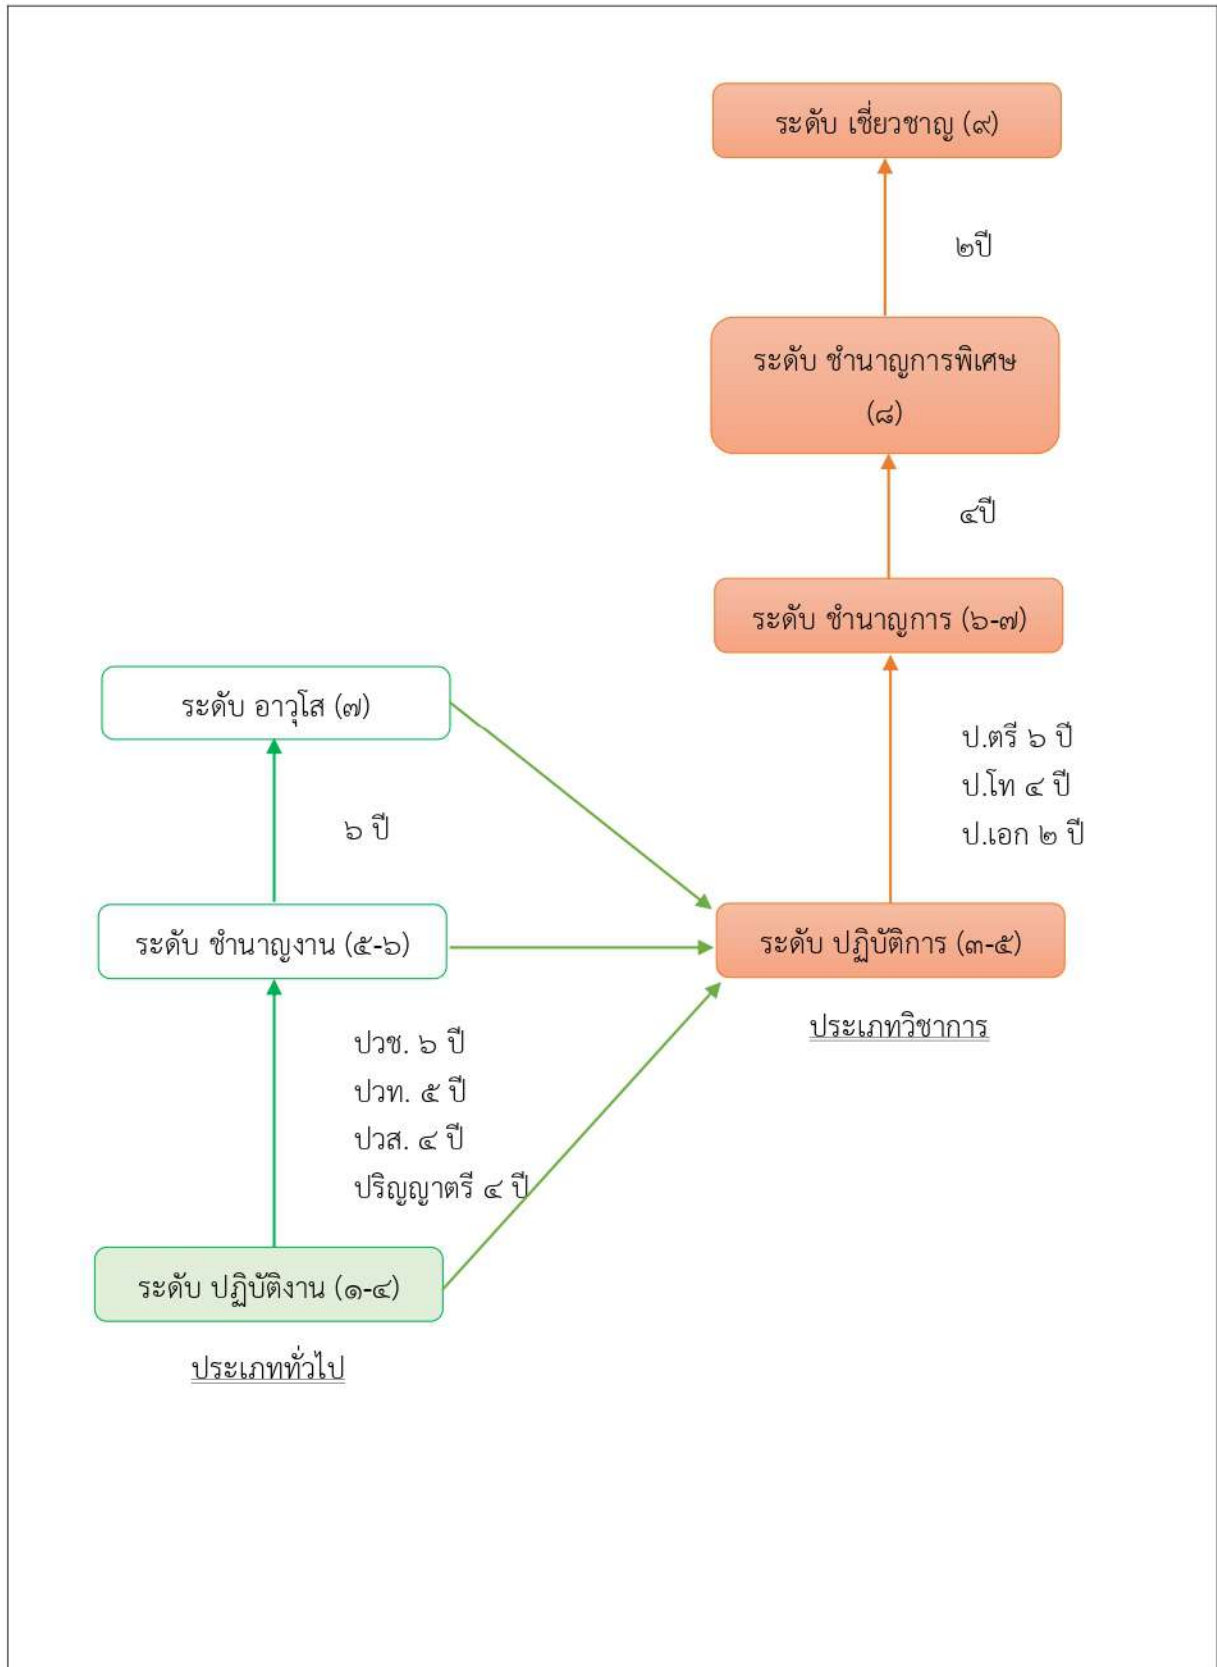 ระดับ เชี่ยวชาญ (๙)
๒ปี
ระดับ ชำนาญการพิเศษ
(๘)
๔ปี
ระดับ ชำนาญการ (๖-๗)
ป.ตรี ๖ ปี
ป.โท ๔ ปี
ป.เอก ๒ ปี
ระดับ ปฏิบัติการ (๓-๕)
ประเภทวิชาการ
ระดับ อาวุโส (๗)
๖ ปี
ระดับ ชำนาญงาน (๕-๖)
ปวช. ๖ ปี
ปวท. ๕ ปี
ปวส. ๔ ปี
ปริญญาตรี ๔ ปี
ระดับ ปฏิบัติงาน (๑-๔)
ประเภททั่วไป